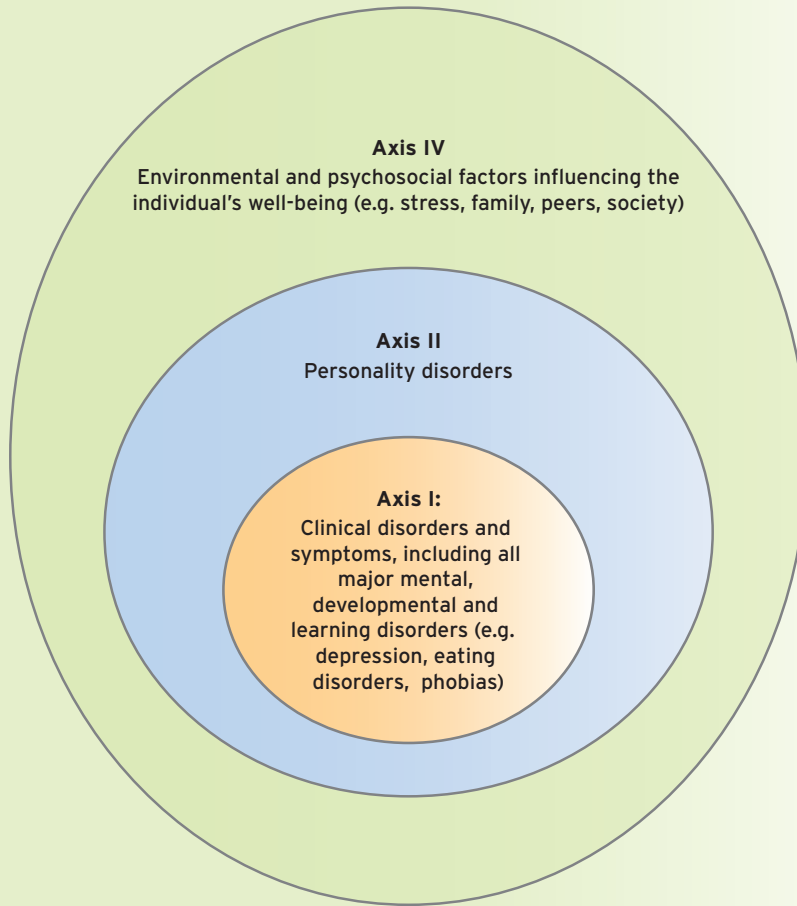 Axis IV
Environmental and psychosocial factors influencing the
individual's well-being (e.g. stress, family, peers, society)
Axis II
Personality disorders
Axis I:
Clinical disorders and
symptoms, including all
major mental,
developmental and
learning disorders (e.g.
depression, eating
disorders, phobias)